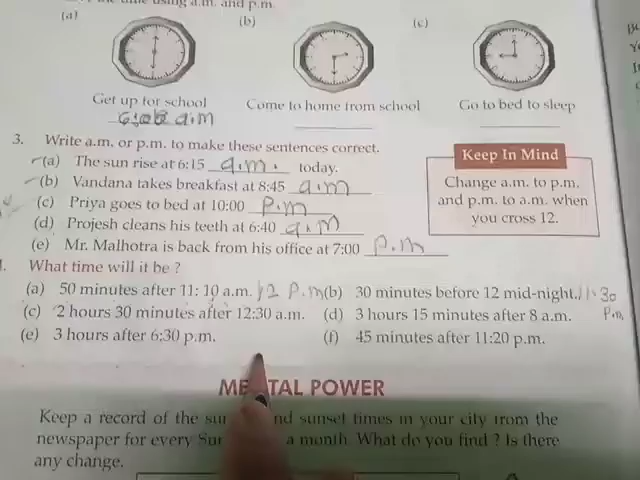 using a.m. and p.m.
(a) (b) (c)
Get up for school
a.m
Come to home from school
Go to bed to sleep
3. Write a.m. or p.m. to make these sentences correct.
(a) The sun rise at 6:15 a.m. today.
(b) Vandana takes breakfast at 8:45 a.m
(c) Priya goes to bed at 10:00 P.m
(d) Projesh cleans his teeth at 6:40 a.m
(e) Mr. Malhotra is back from his office at 7:00 P.m
Keep In Mind
Change a.m. to p.m.
and p.m. to a.m. when
you cross 12.
What time will it be ?
(a) 50 minutes after 11: 10 a.m. 12 P.m (b) 30 minutes before 12 mid-night. 11:30 P.m
(c) 2 hours 30 minutes after 12:30 a.m. (d) 3 hours 15 minutes after 8 a.m.
(e) 3 hours after 6:30 p.m. (f) 45 minutes after 11:20 p.m.
POWER
Keep a record of the and sunset times in your city from the
newspaper for every a month. What do you find ? Is there
any change.